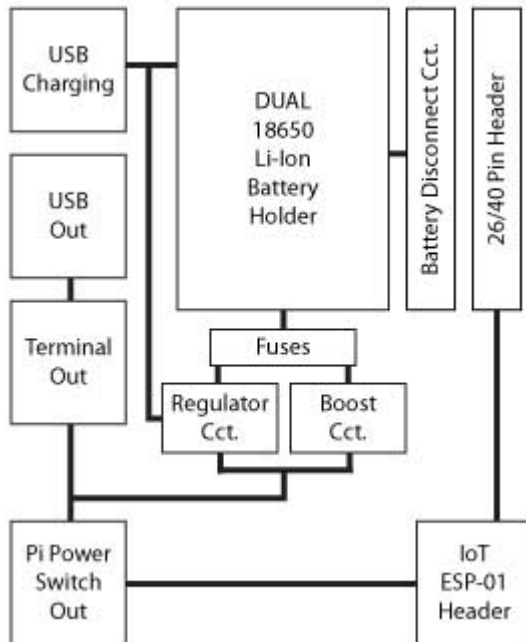 USB
Charging
DUAL
18650
Li-Ion
Battery
Holder
Battery Disconnect Cct.
26/40 Pin Header
USB
Out
Terminal
Out
Fuses
Regulator
Cct.
Boost
Cct.
Pi Power
Switch
Out
IoT
ESP-01
Header